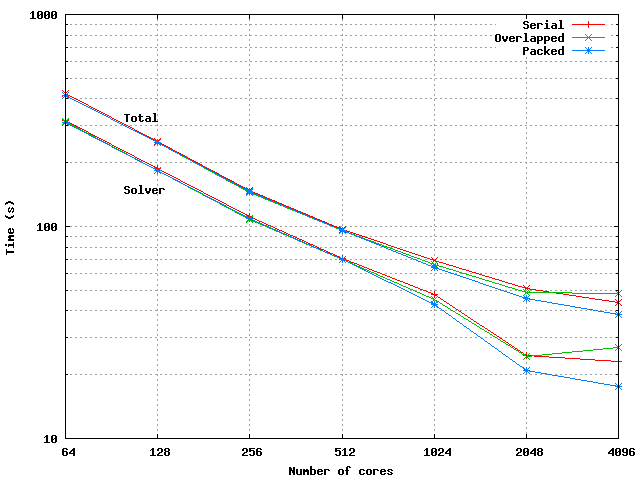 1000
Serial
Overlapped
Packed
Total
Solver
100
Time (s)
10
64 128 256 512 1024 2048 4096
Number of cores